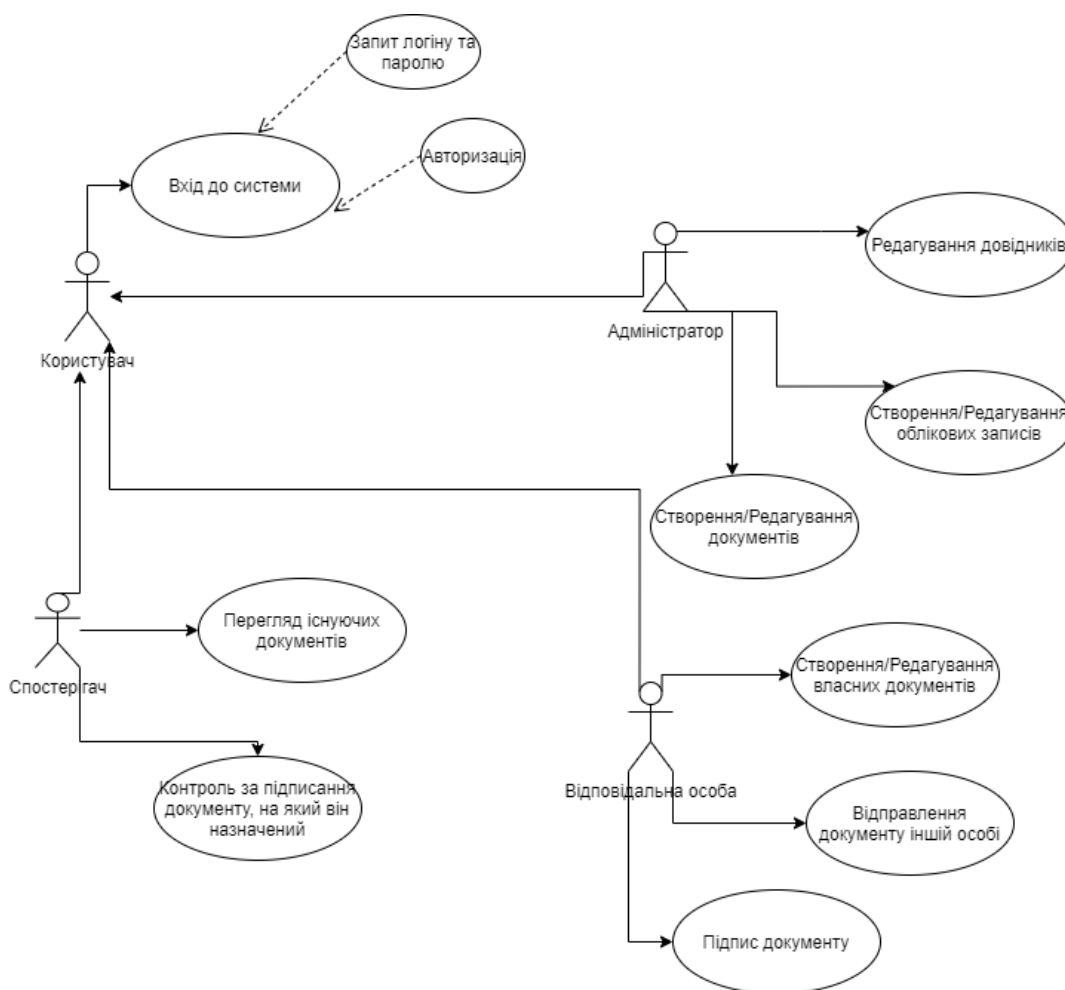 Запит логіну та
паролю
Авторизація
Вхід до системи
Редагування довідників
Адміністратор
Користувач
Створення/Редагування
облікових записів
Створення/Редагування
документів
Перегляд існуючих
документів
Спостерігач
Створення/Редагування
власних документів
Контроль за підписання
документу, на який він
назначений
Відповідальна особа
Відправлення
документу іншій особі
Підпис документу